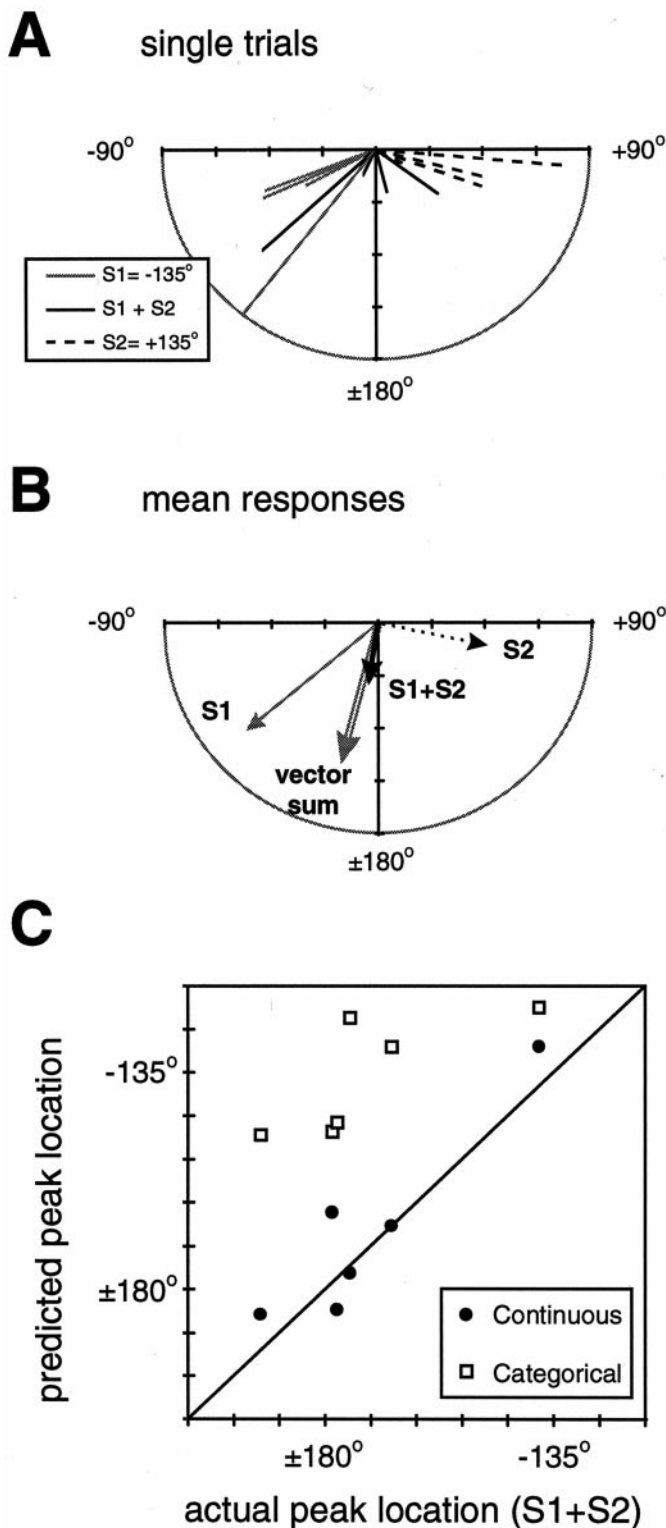 A single trials
-90° +90°
S1= -135°
S1 + S2
S2= +135°
±180°
B mean responses
-90° +90°
S2
S1+S2
S1
vector
sum
±180°
C
predicted peak location
-135°
±180°
Continuous
Categorical
±180° -135°
actual peak location (S1+S2)